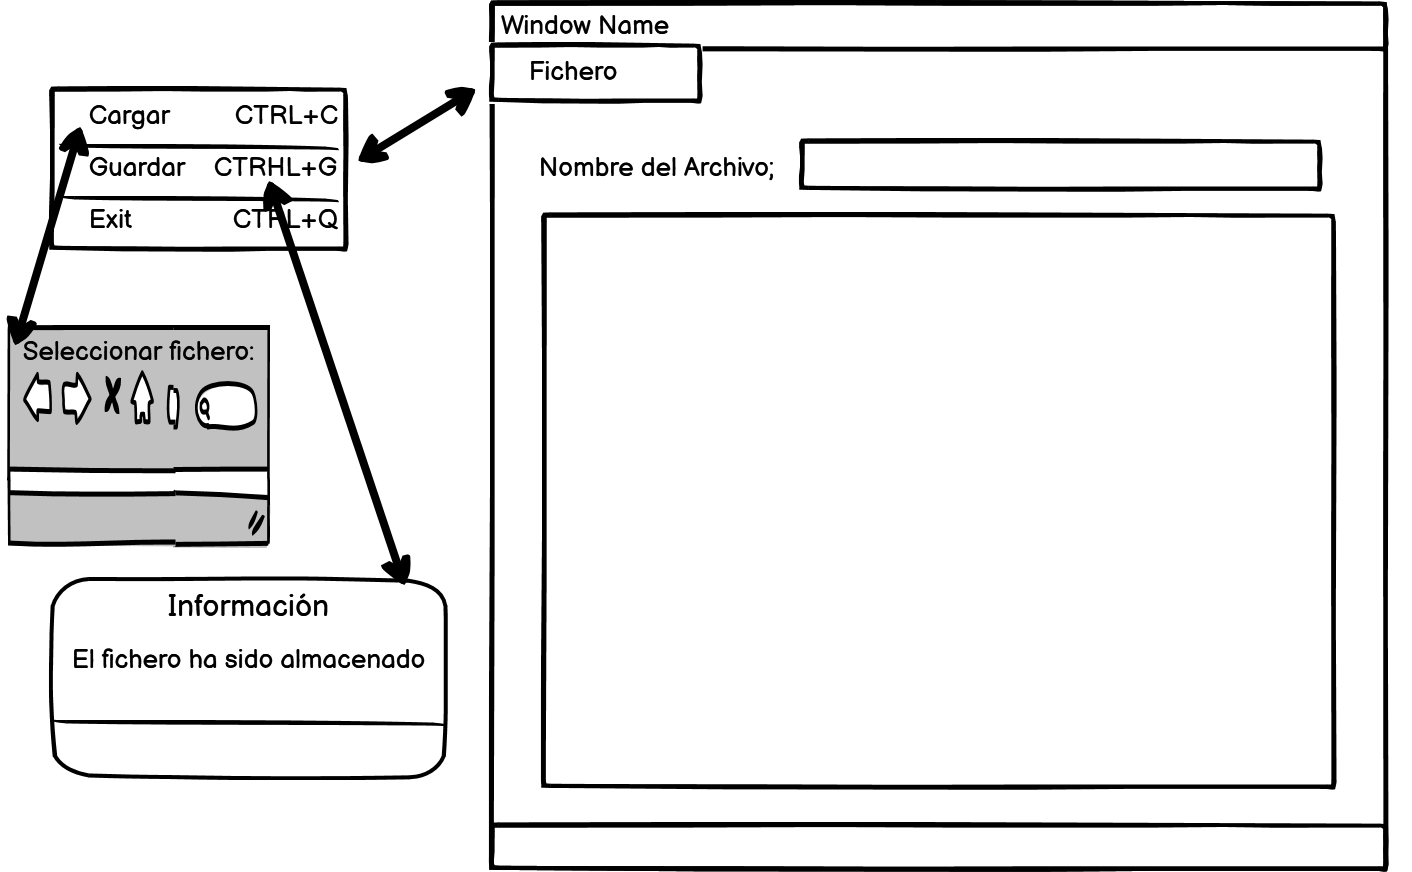 Window Name
Fichero
Cargar CTRL+C
Guardar CTRHL+G
Exit CTRL+Q
Nombre del Archivo;
Seleccionar fichero:
Información
El fichero ha sido almacenado